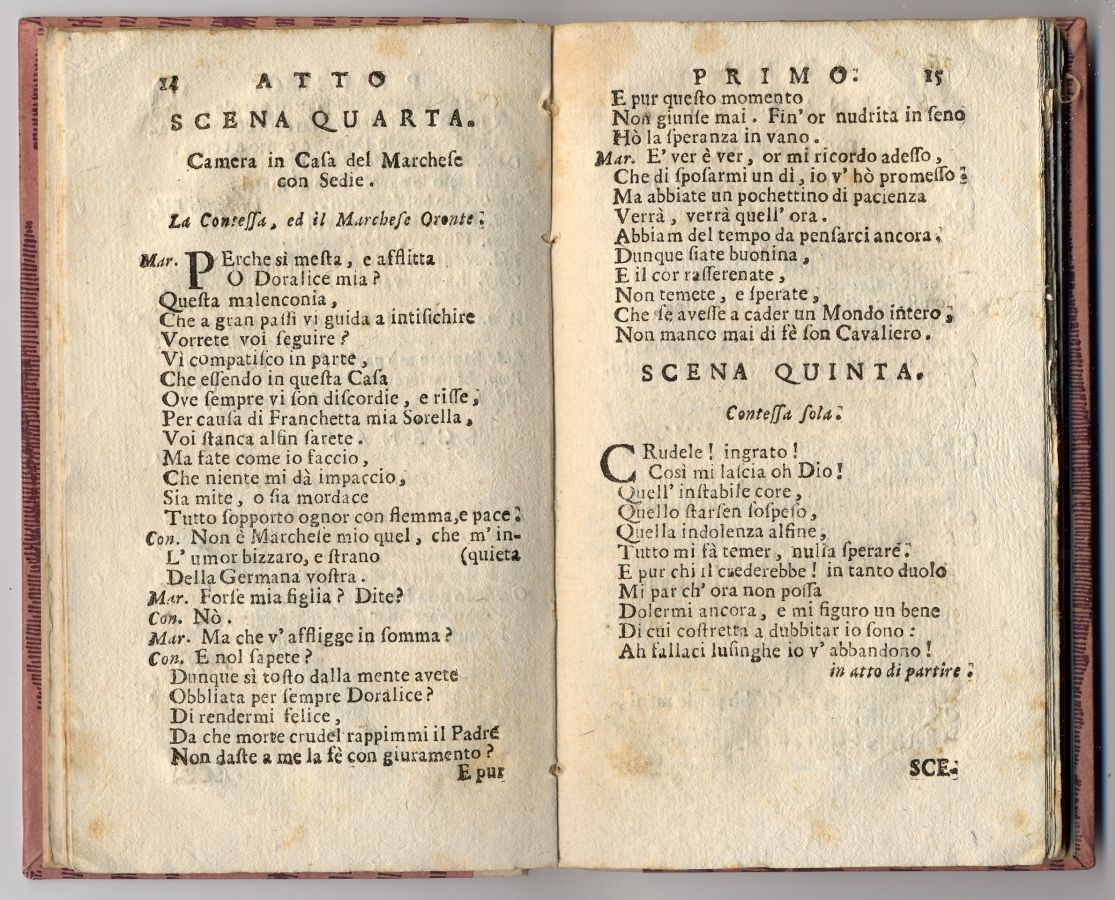 14 ATTO
SCENA QUARTA.
Camera in Caſa del Marcheſe
con Sedie.
La Conteſſa, ed il Marcheſe Oronte.
Mar. PErche sì meſta, e afflitta
O Doralice mia?
Queſta malenconia,
Che a gran paſſi vi guida a intiſichire
Vorrete voi ſeguire?
Vi compatiſco in parte,
Che eſſendo in queſta Caſa
Ove ſempre vi ſon diſcordie, e riſſe,
Per cauſa di Franchetta mia Sorella,
Voi ſtanca alfin ſarete.
Ma fate come io faccio,
Che niente mi dà impaccio,
Sia mite, o ſia mordace
Tutto ſopporto ognor con flemma, e pace.
Con. Non è Marcheſe mio quel, che m' in-
L' umor bizzaro, e ſtrano (quieta
Della Germana voſtra.
Mar. Forſe mia figlia? Dite?
Con. Nò.
Mar. Ma che v' affligge in ſomma?
Con. E nol ſapete?
Dunque sì toſto dalla mente avete
Obbliata per ſempre Doralice?
Di rendermi felice,
Da che morte crudel rappimmi il Padre
Non daſte a me la fè con giuramento?
E pur
PRIMO. 15
E pur queſto momento
Non giunſe mai. Fin' or nudrita in ſeno
Hò la ſperanza in vano.
Mar. E' ver è ver, or mi ricordo adeſſo,
Che di ſpoſarmi un dì, io v' hò promeſſo:
Ma abbiate un pochettino di pacienza
Verrà, verrà quell' ora.
Abbiam del tempo da penſarci ancora.
Dunque ſiate buonina,
E il cor raſſerenate,
Non temete, e ſperate,
Che ſe aveſſe a cader un Mondo intero,
Non manco mai di fè ſon Cavaliero.
SCENA QUINTA.
Conteſſa ſola.
CRudele! ingrato!
Così mi laſcia oh Dio!
Quell' inſtabile core,
Quello ſtarſen ſoſpeſo,
Quella indolenza alfine,
Tutto mi fà temer, nulla ſperare.
E pur chi il crederebbe! in tanto duolo
Mi par ch' ora non poſſa
Dolermi ancora, e mi figuro un bene
Di cui coſtretta a dubbitar io ſono:
Ah fallaci luſinghe io v' abbandono!
in atto di partire.
SCE-